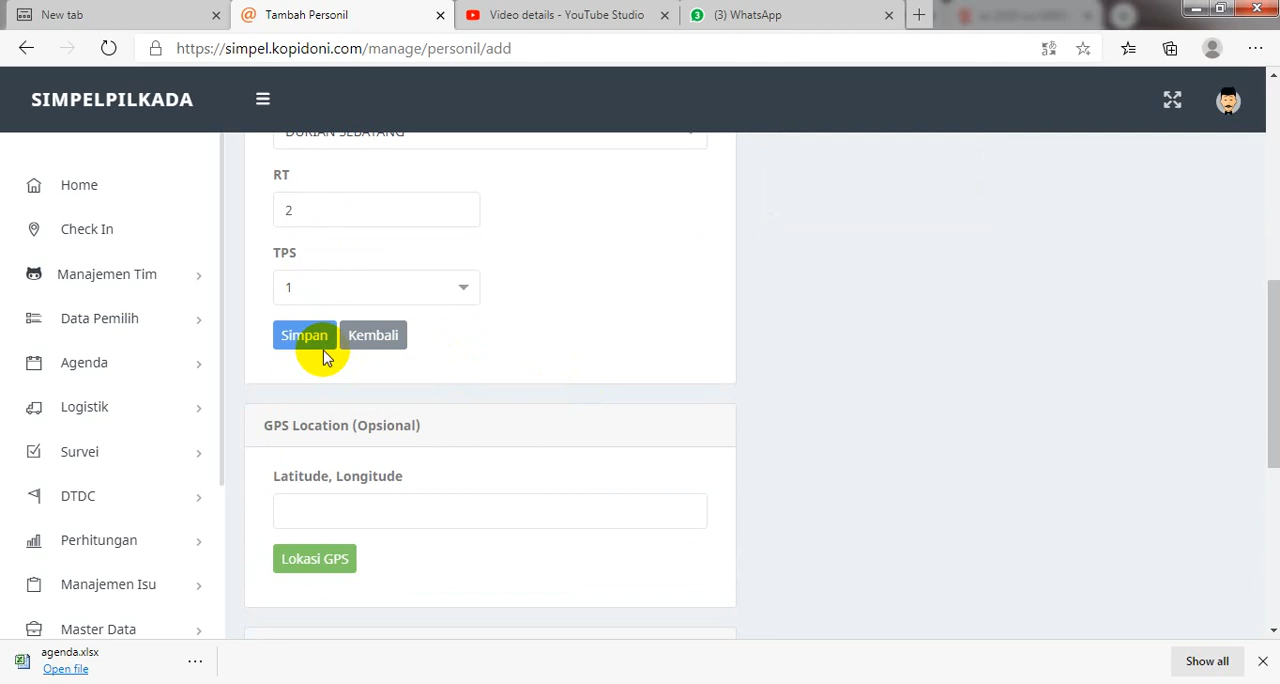 New tab
Tambah Personil
Video details - YouTube Studio
(3) WhatsApp
https://simpel.kopidoni.com/manage/personil/add
SIMPELPILKADA
DURIAN SEBATANG
Home
RT
2
Check In
TPS
Manajemen Tim
1
Data Pemilih
Simpan
Kembali
Agenda
Logistik
GPS Location (Opsional)
Survei
Latitude, Longitude
DTDC
Perhitungan
Lokasi GPS
Manajemen Isu
Master Data
agenda.xlsx
Open file
Show all